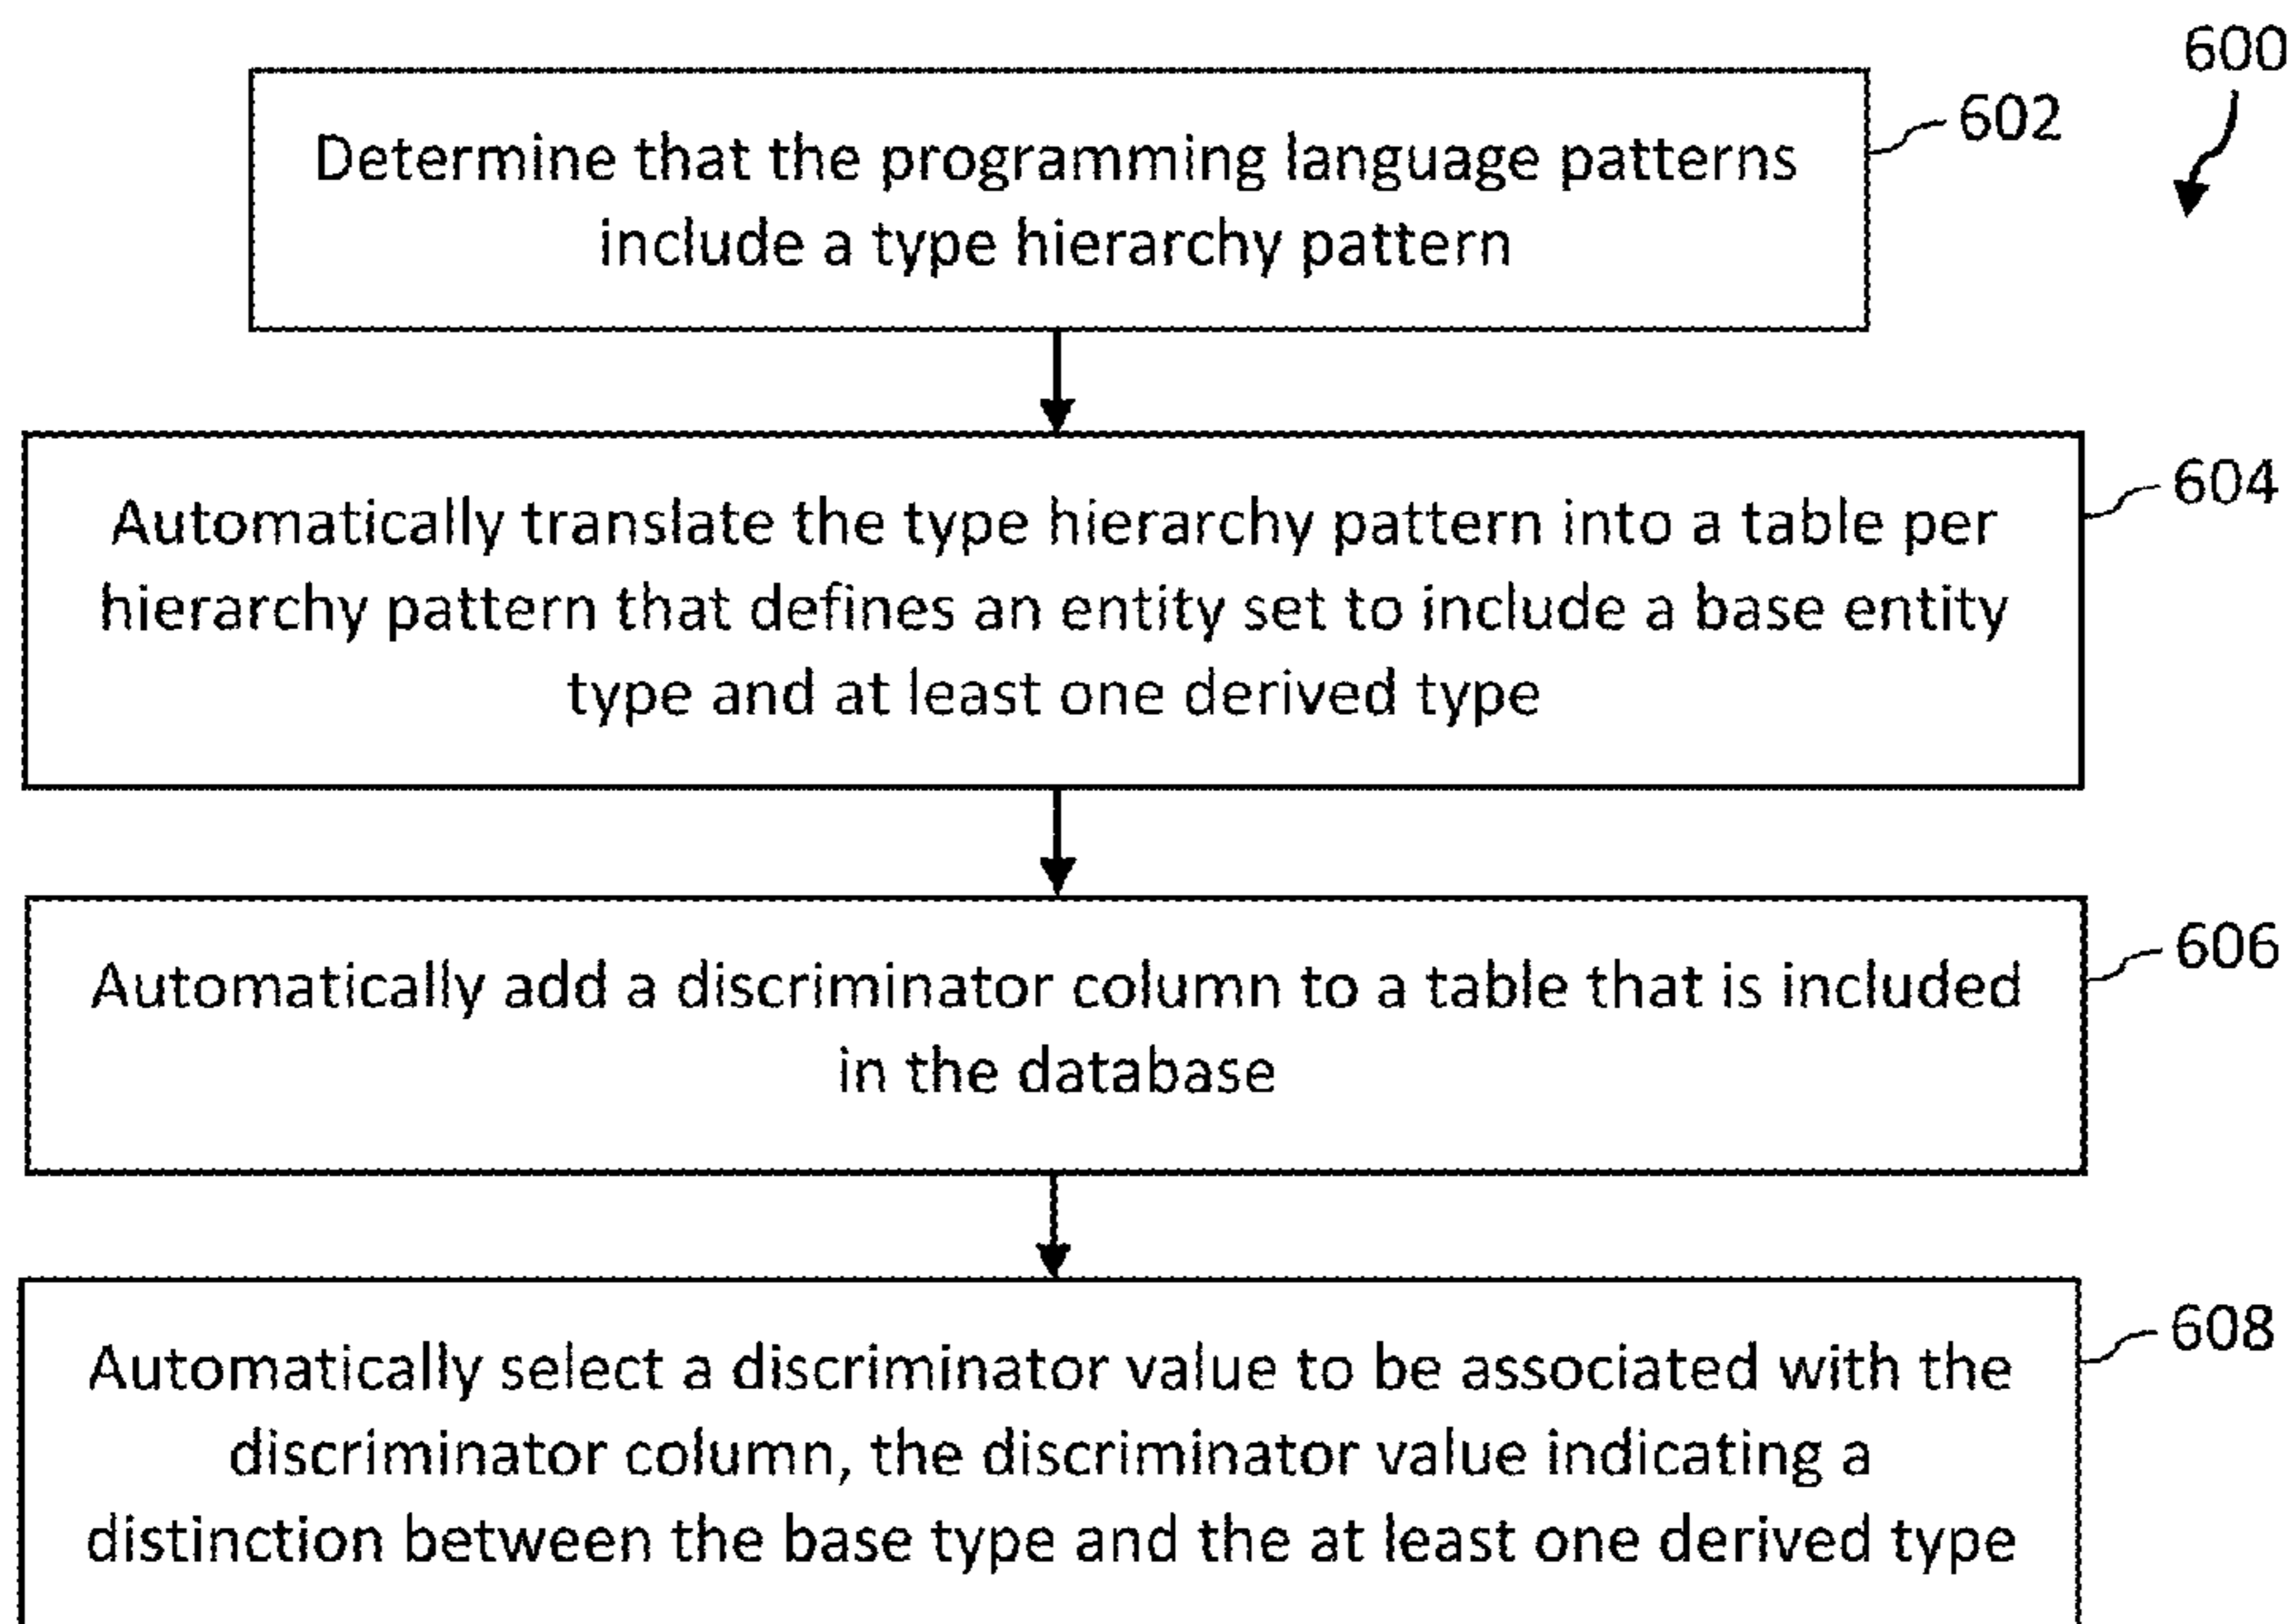 600
Determine that the programming language patterns
include a type hierarchy pattern
602
Automatically translate the type hierarchy pattern into a table per
hierarchy pattern that defines an entity set to include a base entity
type and at least one derived type
604
Automatically add a discriminator column to a table that is included
in the database
606
Automatically select a discriminator value to be associated with the
discriminator column, the discriminator value indicating a
distinction between the base type and the at least one derived type
608